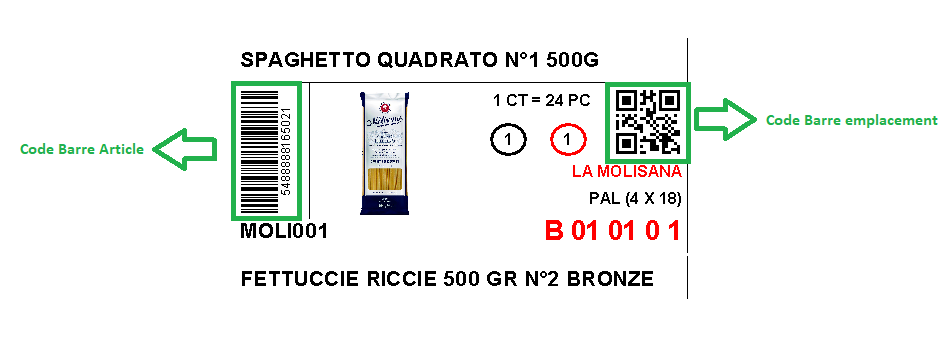 SPAGHETTO QUADRATO N°1 500G
Code Barre Article
5488888165021
1 CT = 24 PC
1 1
Code Barre emplacement
LA MOLISANA
PAL (4 X 18)
MOLI001
B 01 01 0 1
FETTUCCIE RICCIE 500 GR N°2 BRONZE